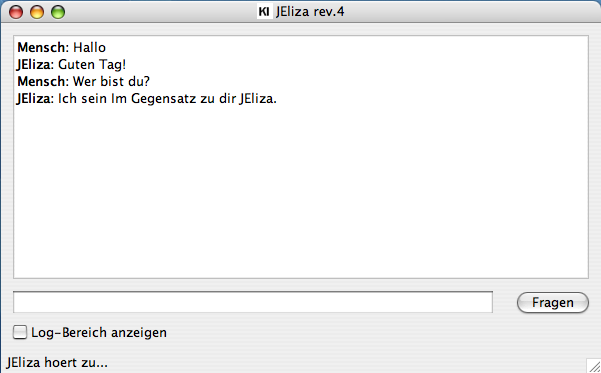 KI JEliza rev.4
Mensch: Hallo
JEliza: Guten Tag!
Mensch: Wer bist du?
JEliza: Ich sein Im Gegensatz zu dir JEliza.
Fragen
Log-Bereich anzeigen
JEliza hoert zu...